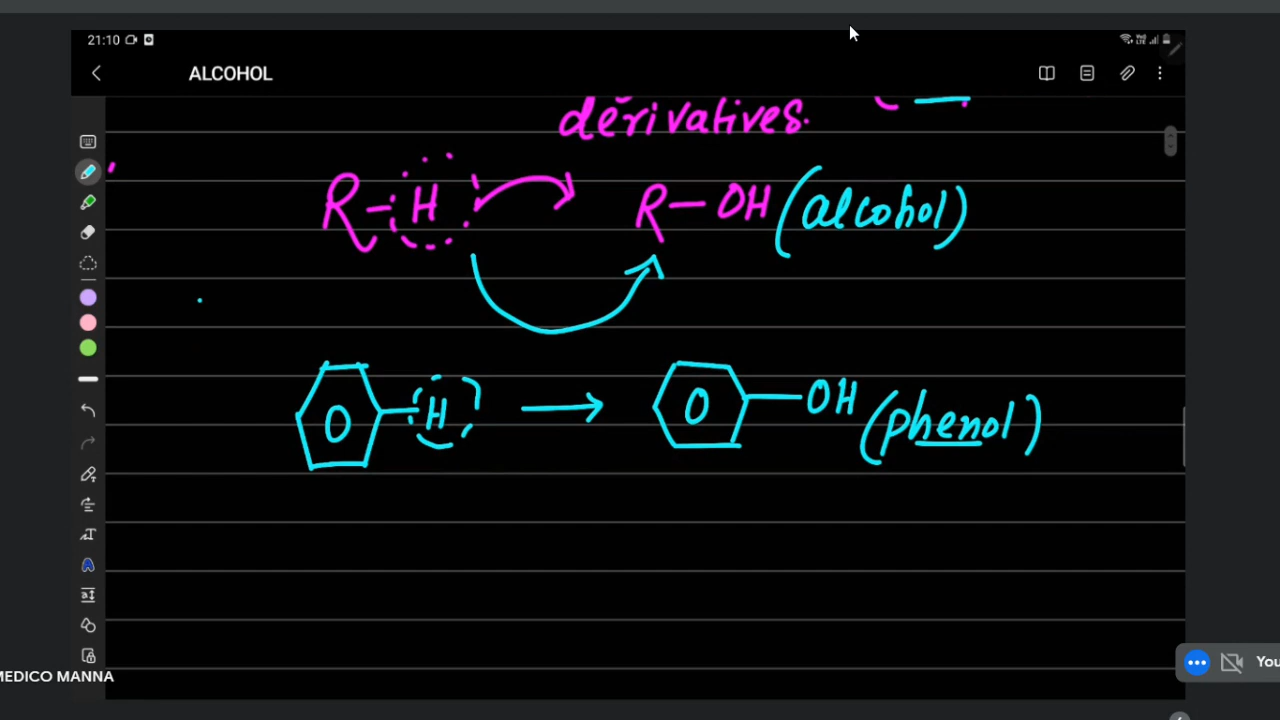 21:10
ALCOHOL
derivatives.
R-H → R-OH (alcohol)
H → OH (phenol)
MEDICO MANNA
You